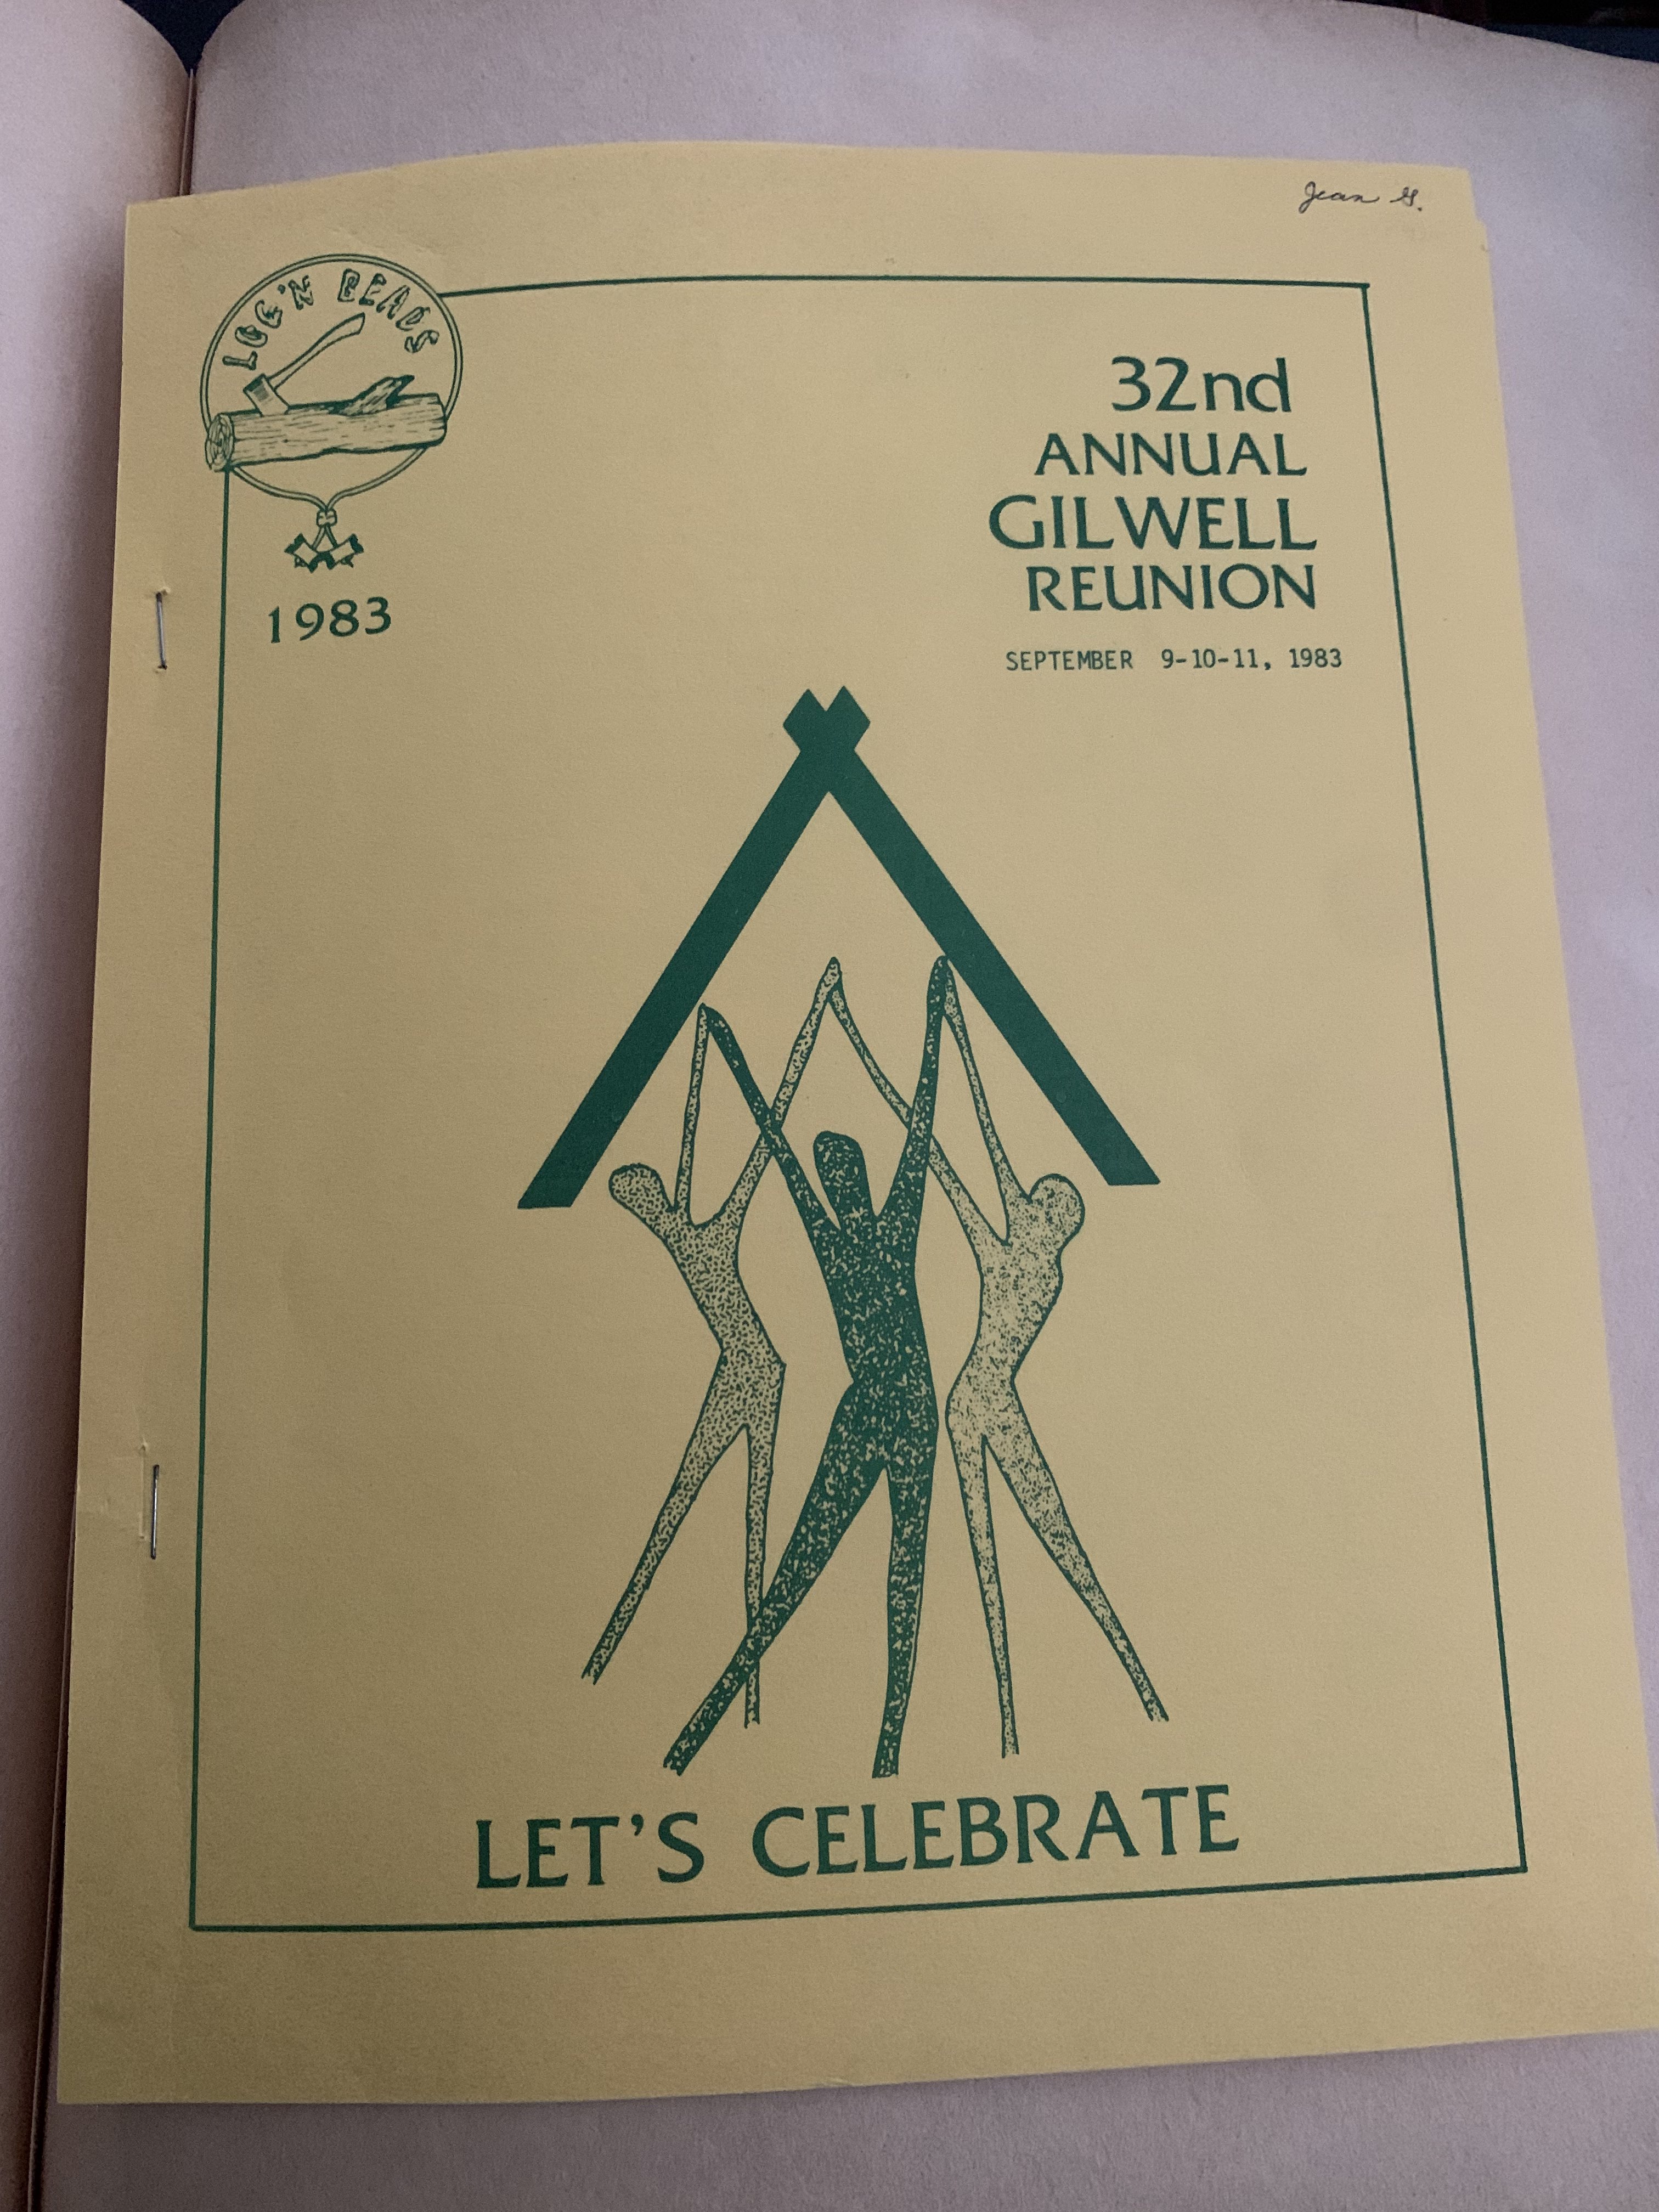 Jean G.
LOG'N BEADS
1983
32nd
ANNUAL
GILWELL
REUNION
SEPTEMBER 9-10-11, 1983
LET'S CELEBRATE